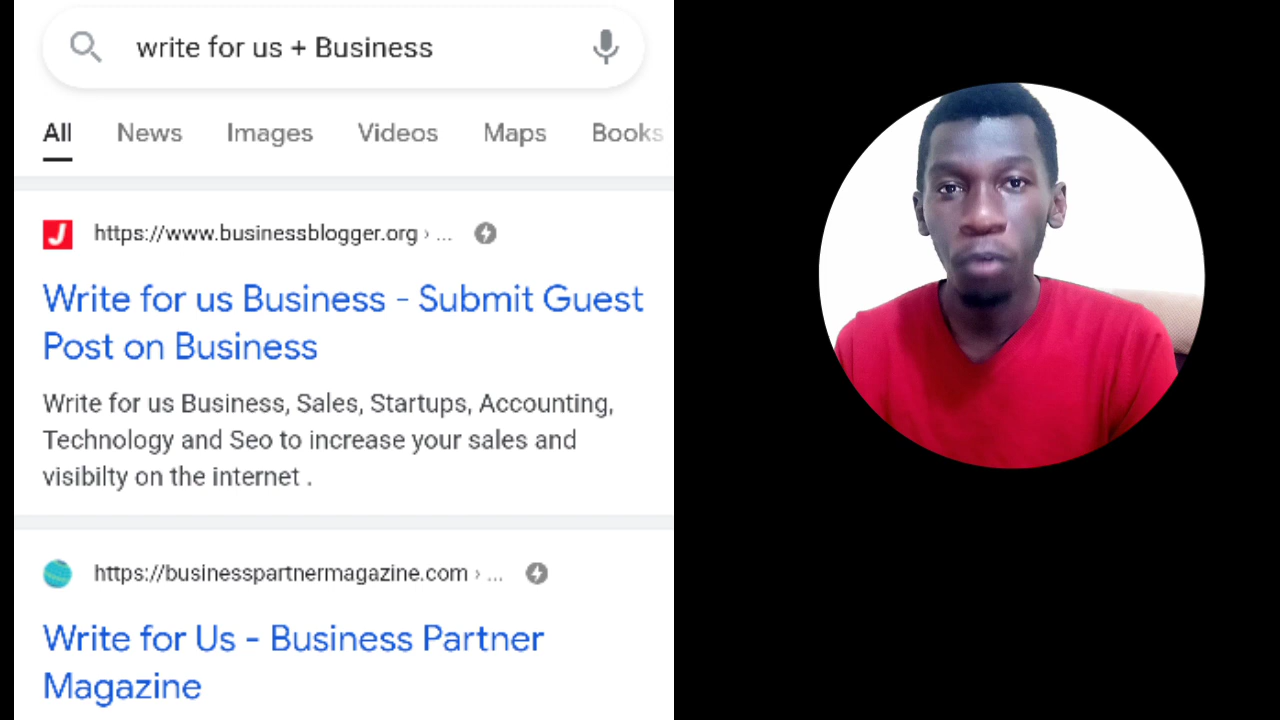 write for us + Business
All News Images Videos Maps Books
J
https://www.businessblogger.org › ...
Write for us Business - Submit Guest
Post on Business
Write for us Business, Sales, Startups, Accounting,
Technology and Seo to increase your sales and
visibilty on the internet .
https://businesspartnermagazine.com › ...
Write for Us - Business Partner
Magazine